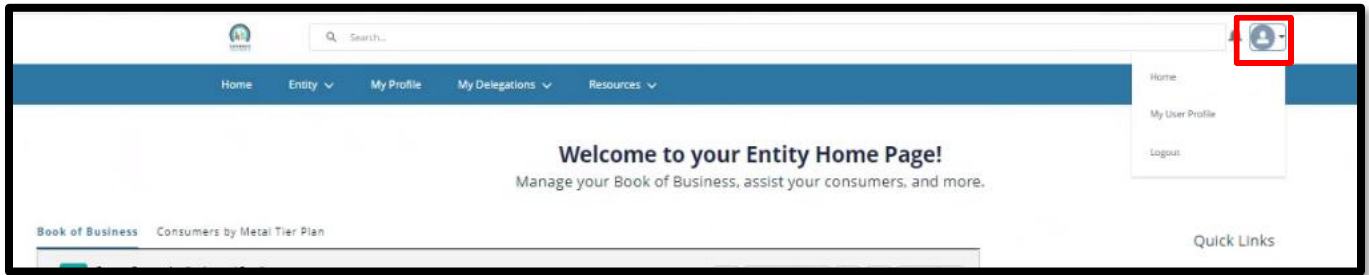 Search...
Home Entity My Profile My Delegations Resources
Home
My User Profile
Logout
Welcome to your Entity Home Page!
Manage your Book of Business, assist your consumers, and more.
Book of Business Consumers by Metal Tier Plan
Quick Links